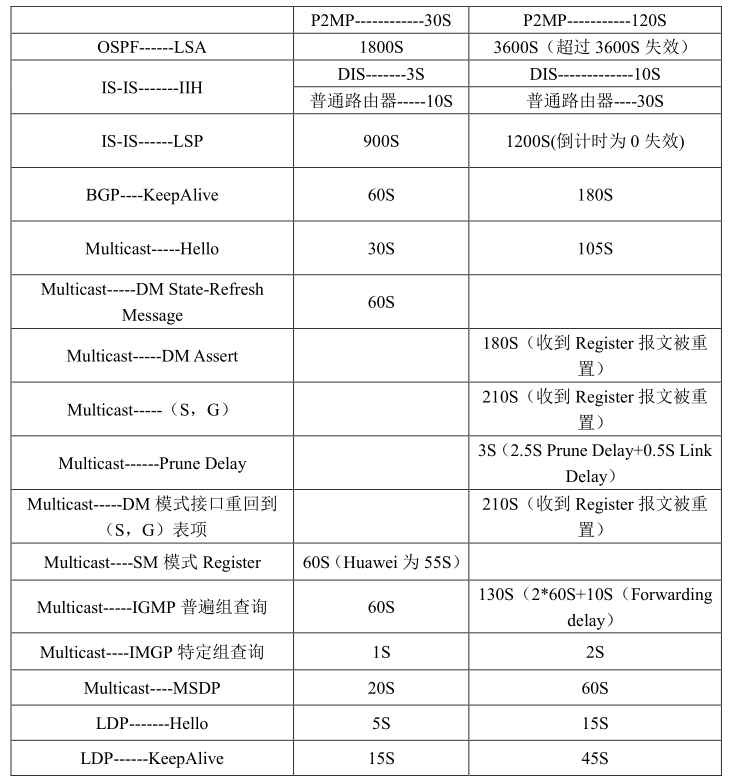 P2MP------------30S P2MP-----------120S
OSPF------LSA 1800S 3600S（超过 3600S 失效）
IS-IS-------IIH DIS-------3S DIS-------------10S
普通路由器-----10S 普通路由器----30S
IS-IS------LSP 900S 1200S(倒计时为 0 失效)
BGP----KeepAlive 60S 180S
Multicast-----Hello 30S 105S
Multicast-----DM State-Refresh
Message 60S
Multicast-----DM Assert 180S（收到 Register 报文被重
置）
Multicast-----（S，G） 210S（收到 Register 报文被重
置）
Multicast------Prune Delay 3S（2.5S Prune Delay+0.5S Link
Delay）
Multicast-----DM 模式接口重回到
（S，G）表项 210S（收到 Register 报文被重
置）
Multicast----SM 模式 Register 60S（Huawei 为 55S）
Multicast-----IGMP 普遍组查询 60S 130S（2*60S+10S（Forwarding
delay）
Multicast----IMGP 特定组查询 1S 2S
Multicast----MSDP 20S 60S
LDP-------Hello 5S 15S
LDP------KeepAlive 15S 45S